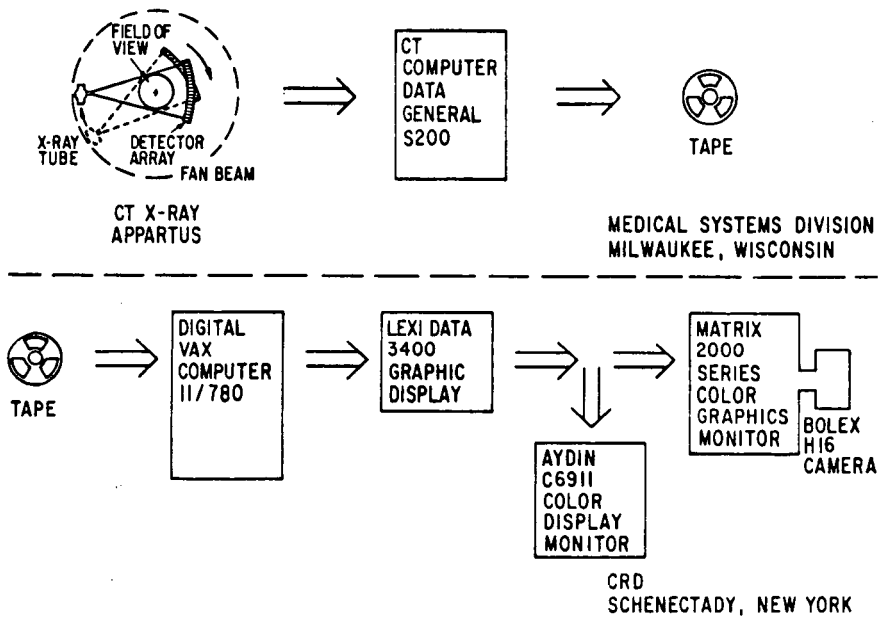 FIELD OF
VIEW
X-RAY
TUBE
DETECTOR
ARRAY
FAN BEAM
CT X-RAY
APPARTUS
CT
COMPUTER
DATA
GENERAL
S200
TAPE
MEDICAL SYSTEMS DIVISION
MILWAUKEE, WISCONSIN
TAPE
DIGITAL
VAX
COMPUTER
11/780
LEXI DATA
3400
GRAPHIC
DISPLAY
AYDIN
C6911
COLOR
DISPLAY
MONITOR
MATRIX
2000
SERIES
COLOR
GRAPHICS
MONITOR
BOLEX
H16
CAMERA
CRD
SCHENECTADY, NEW YORK